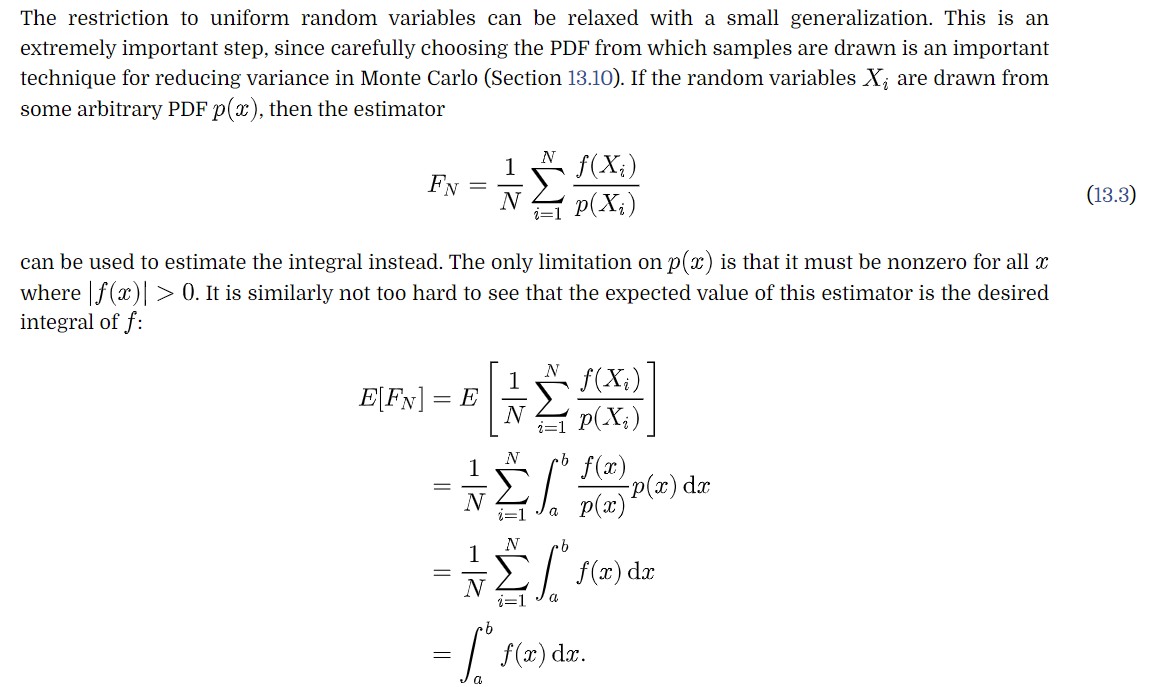 The restriction to uniform random variables can be relaxed with a small generalization. This is an
extremely important step, since carefully choosing the PDF from which samples are drawn is an important
technique for reducing variance in Monte Carlo (Section 13.10). If the random variables $X_i$ are drawn from
some arbitrary PDF $p(x)$, then the estimator
$$F_N = \frac{1}{N} \sum_{i=1}^{N} \frac{f(X_i)}{p(X_i)}$$ (13.3)
can be used to estimate the integral instead. The only limitation on $p(x)$ is that it must be nonzero for all $x$
where $|f(x)| > 0$. It is similarly not too hard to see that the expected value of this estimator is the desired
integral of $f$:
$$E[F_N] = E\left[\frac{1}{N} \sum_{i=1}^{N} \frac{f(X_i)}{p(X_i)}\right]$$
$$= \frac{1}{N} \sum_{i=1}^{N} \int_a^b \frac{f(x)}{p(x)} p(x) \, \mathrm{d}x$$
$$= \frac{1}{N} \sum_{i=1}^{N} \int_a^b f(x) \, \mathrm{d}x$$
$$= \int_a^b f(x) \, \mathrm{d}x.$$